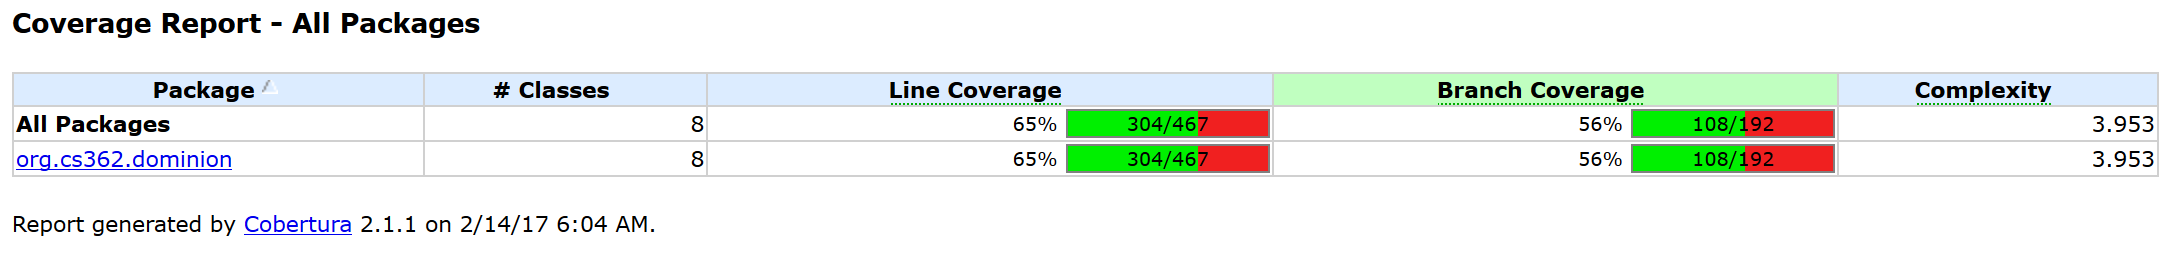 Coverage Report - All Packages
Package # Classes Line Coverage Branch Coverage Complexity
All Packages 8 65% 304/467 56% 108/192 3.953
org.cs362.dominion 8 65% 304/467 56% 108/192 3.953
Report generated by Cobertura 2.1.1 on 2/14/17 6:04 AM.